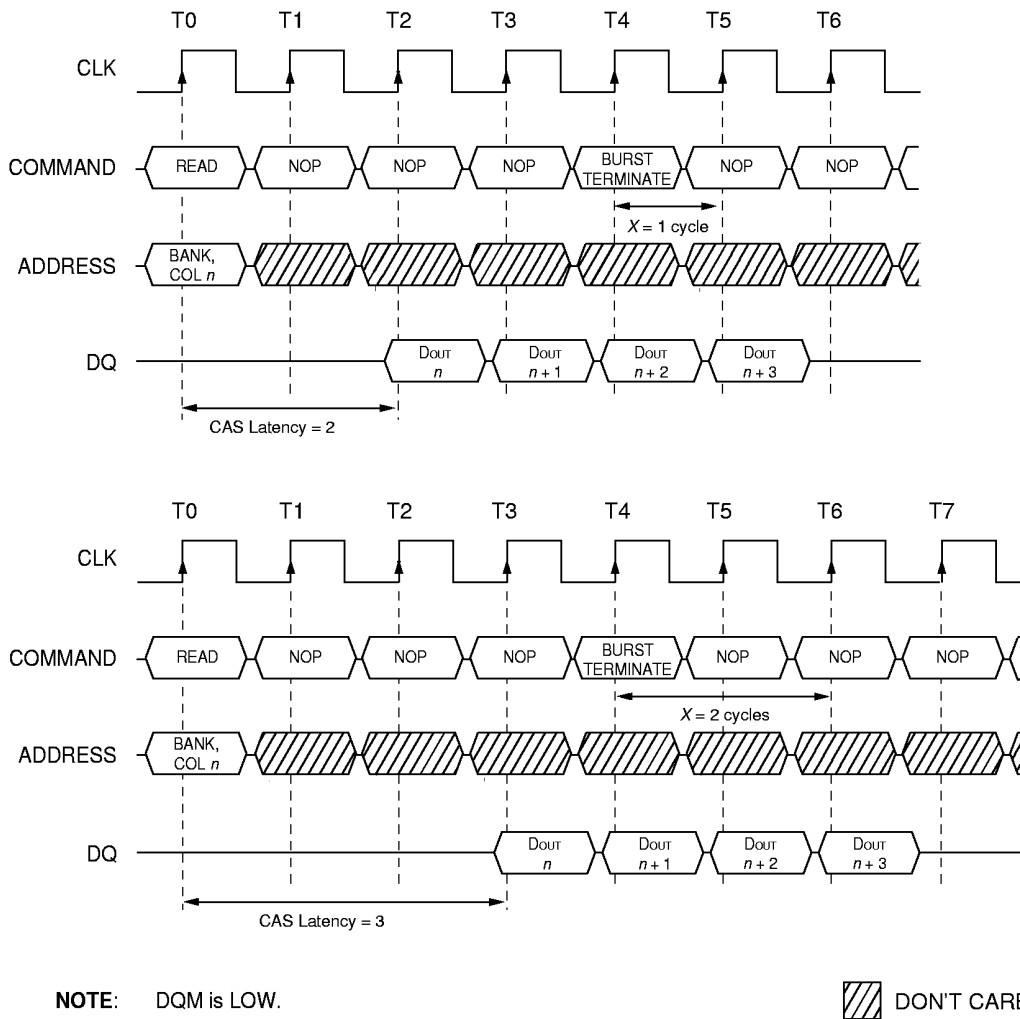 T0 T1 T2 T3 T4 T5 T6
CLK
COMMAND READ NOP NOP NOP BURST TERMINATE NOP NOP
X = 1 cycle
ADDRESS BANK, COL n
DQ DOUT n DOUT n + 1 DOUT n + 2 DOUT n + 3
CAS Latency = 2
T0 T1 T2 T3 T4 T5 T6 T7
CLK
COMMAND READ NOP NOP NOP BURST TERMINATE NOP NOP NOP
X = 2 cycles
ADDRESS BANK, COL n
DQ DOUT n DOUT n + 1 DOUT n + 2 DOUT n + 3
CAS Latency = 3
NOTE: DQM is LOW. DON'T CARE